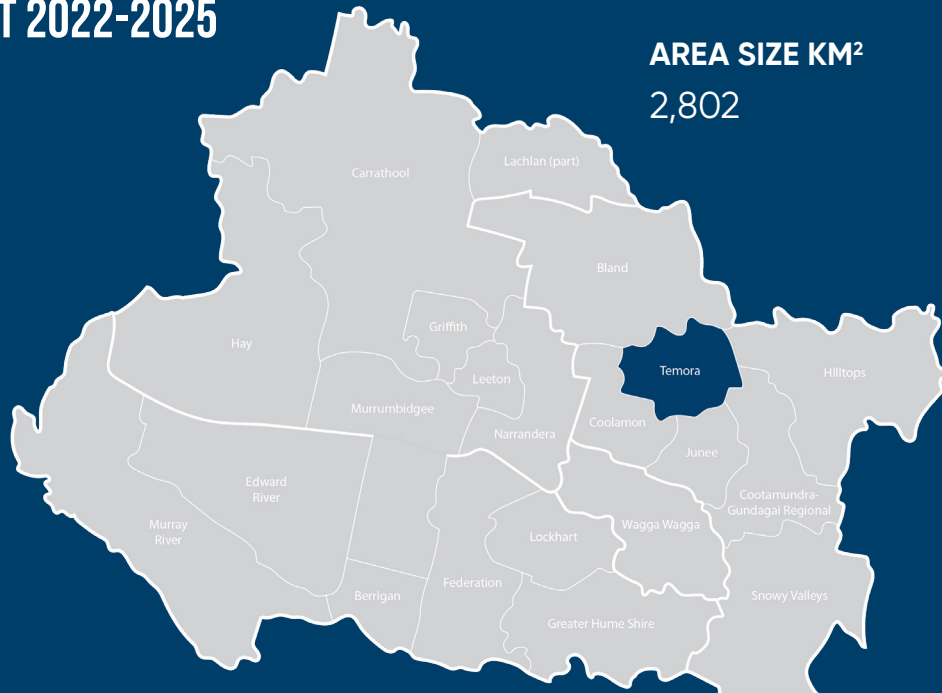 T 2022-2025
AREA SIZE KM²
2,802
Lachlan (part)
Carrathool
Bland
Griffith
Hay
Temora
Hilltops
Leeton
Murrumbidgee
Coolamon
Narrandera
Junee
Edward
River
Cootamundra-
Gundagai Regional
Murray
River
Wagga Wagga
Lockhart
Federation
Berrigan
Snowy Valleys
Greater Hume Shire